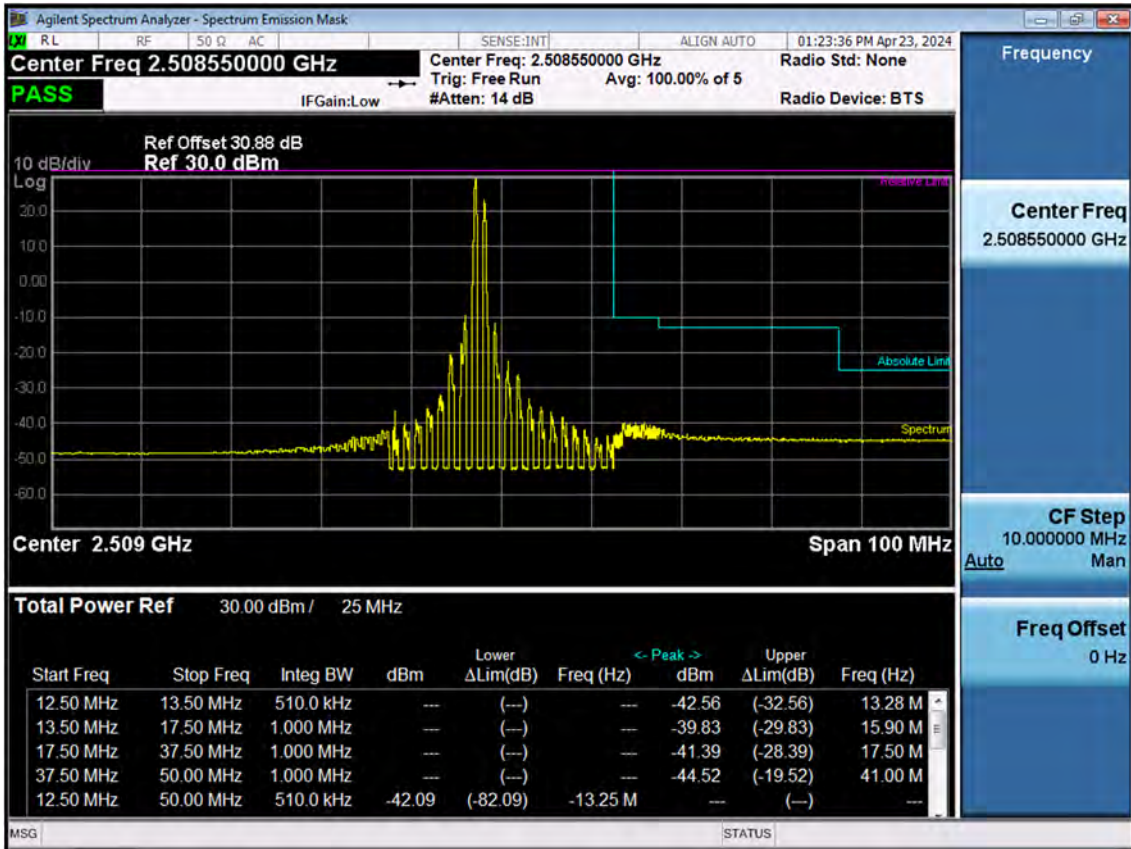 Agilent Spectrum Analyzer - Spectrum Emission Mask
LXI RL RF 50 Ω AC SENSE:INT ALIGN AUTO 01:23:36 PM Apr 23, 2024
Center Freq 2.508550000 GHz
Center Freq: 2.508550000 GHz Radio Std: None
Trig: Free Run Avg: 100.00% of 5
PASS IFGain:Low #Atten: 14 dB Radio Device: BTS
Ref Offset 30.88 dB
10 dB/div Ref 30.0 dBm
Log
Relative Limit
20.0
10.0
0.00
-10.0
-20.0
Absolute Limit
-30.0
-40.0
Spectrum
-50.0
-60.0
Center 2.509 GHz Span 100 MHz
Total Power Ref 30.00 dBm / 25 MHz
Lower <- Peak -> Upper
Start Freq Stop Freq Integ BW dBm ΔLim(dB) Freq (Hz) dBm ΔLim(dB) Freq (Hz)
12.50 MHz 13.50 MHz 510.0 kHz --- (---) --- -42.56 (-32.56) 13.28 M
13.50 MHz 17.50 MHz 1.000 MHz --- (---) --- -39.83 (-29.83) 15.90 M
17.50 MHz 37.50 MHz 1.000 MHz --- (---) --- -41.39 (-28.39) 17.50 M
37.50 MHz 50.00 MHz 1.000 MHz --- (---) --- -44.52 (-19.52) 41.00 M
12.50 MHz 50.00 MHz 510.0 kHz -42.09 (-82.09) -13.25 M --- (---) ---
MSG STATUS
Frequency
Center Freq
2.508550000 GHz
CF Step
10.000000 MHz
Auto Man
Freq Offset
0 Hz